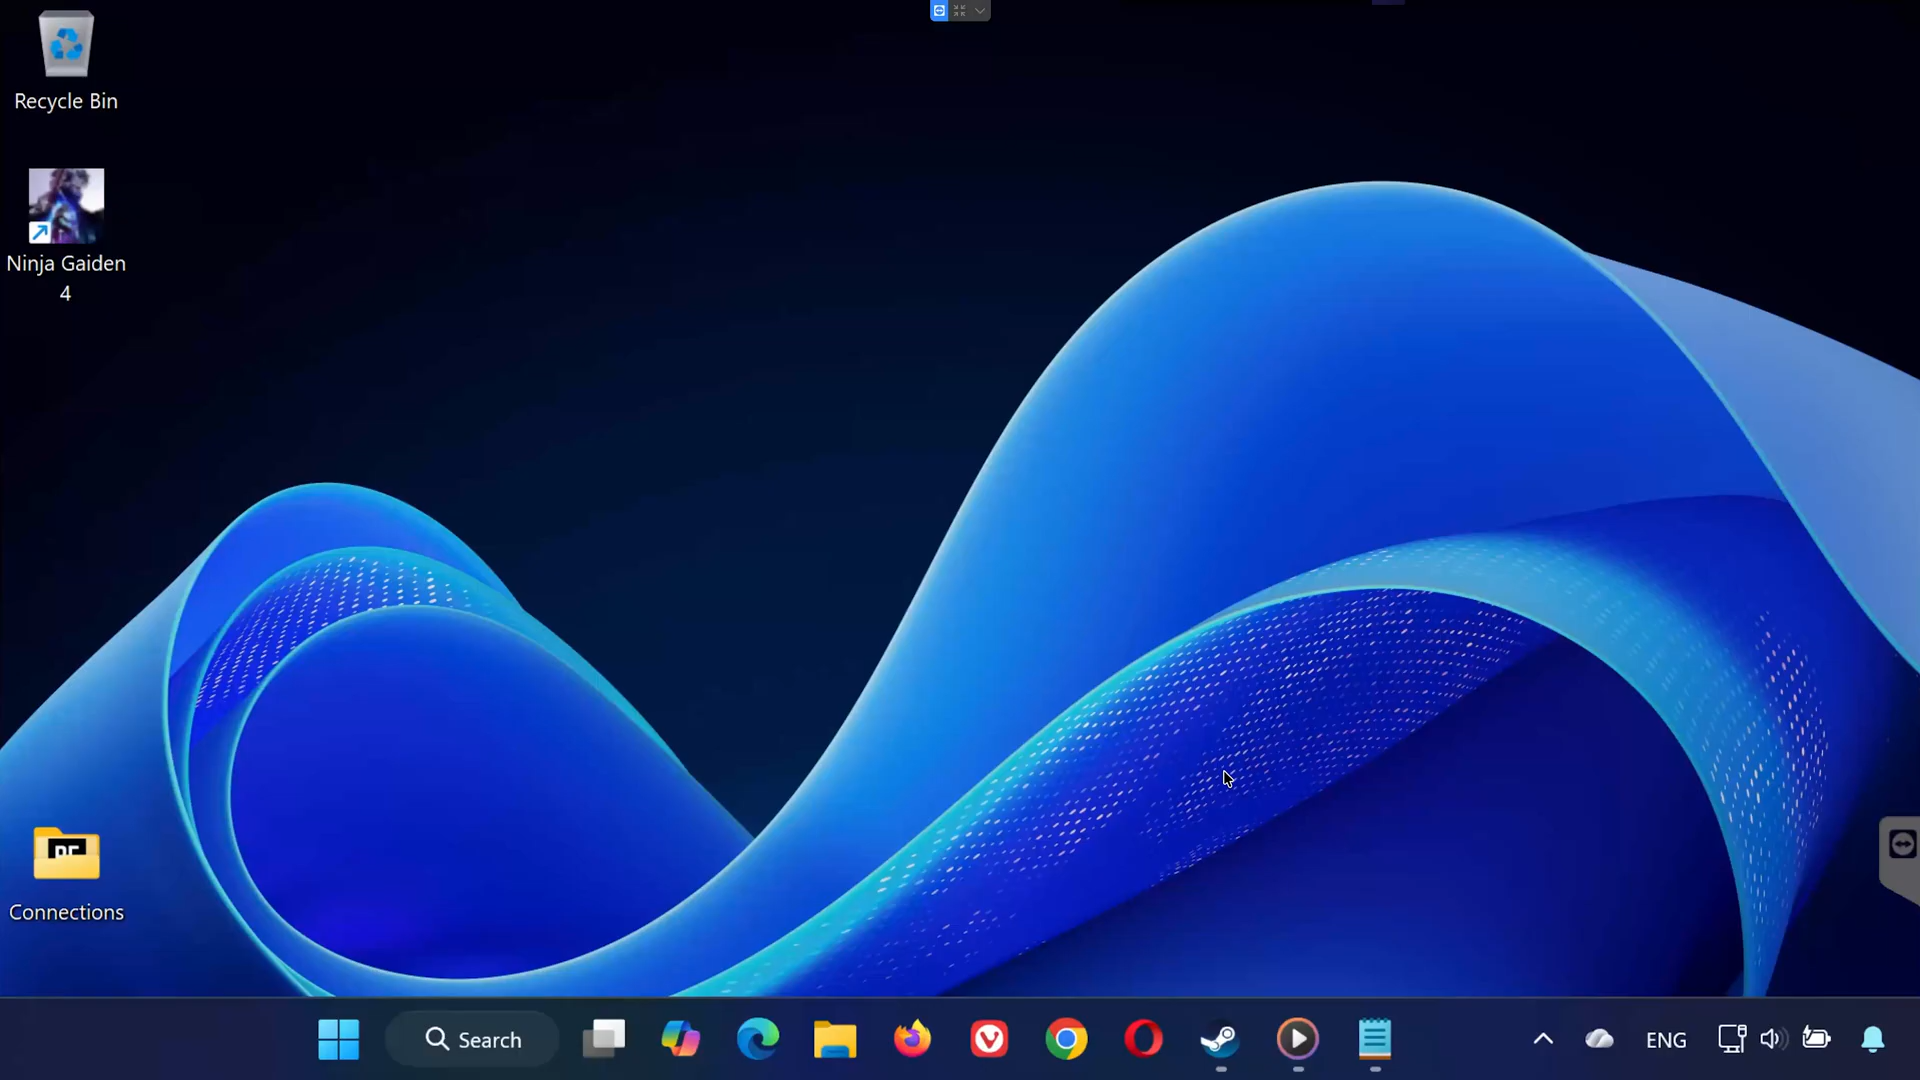 Recycle Bin
Ninja Gaiden
4
Connections
Search
ENG